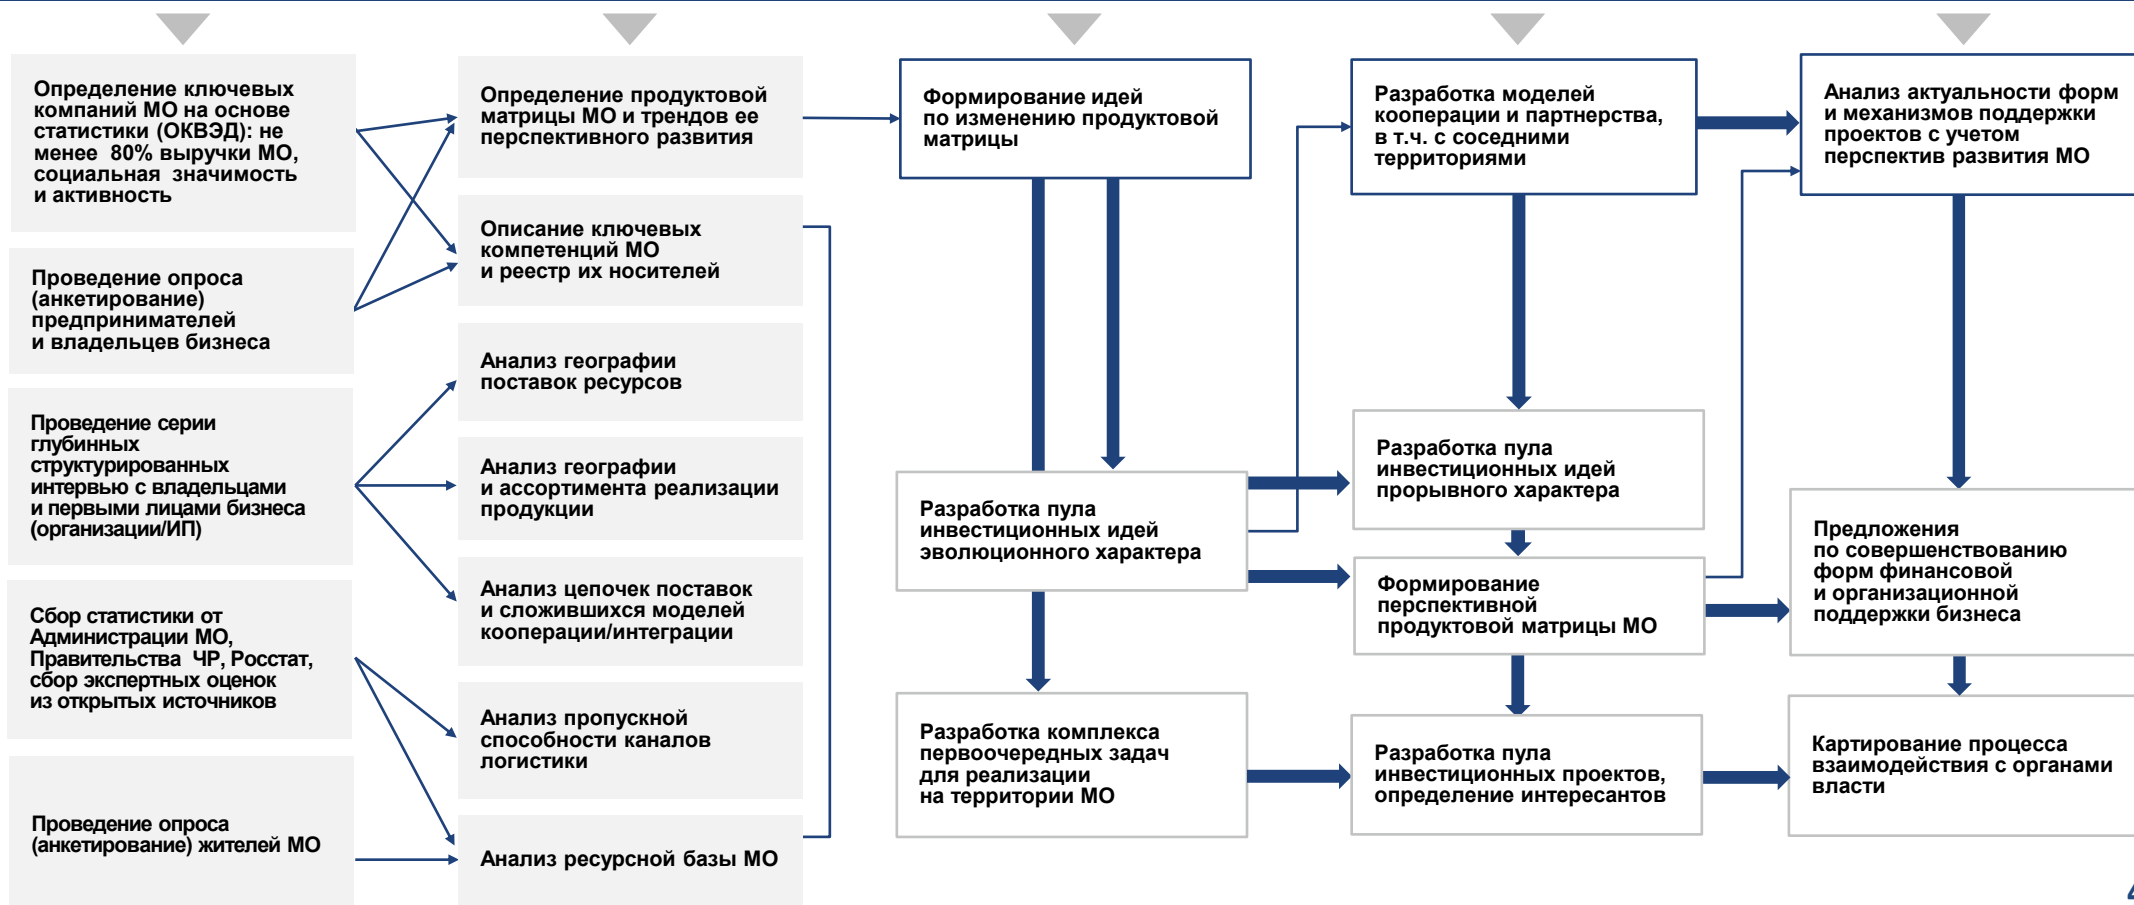 Определение ключевых
компаний МО на основе
статистики (ОКВЭД): не
менее 80% выручки МО,
социальная значимость
и активность
Проведение опроса
(анкетирование)
предпринимателей
и владельцев бизнеса
Проведение серии
глубинных
структурированных
интервью с владельцами
и первыми лицами бизнеса
(организации/ИП)
Сбор статистики от
Администрации МО,
Правительства ЧР, Росстат,
сбор экспертных оценок
из открытых источников
Проведение опроса
(анкетирование) жителей МО
Определение продуктовой
матрицы МО и трендов ее
перспективного развития
Описание ключевых
компетенций МО
и реестр их носителей
Анализ географии
поставок ресурсов
Анализ географии
и ассортимента реализации
продукции
Анализ цепочек поставок
и сложившихся моделей
кооперации/интеграции
Анализ пропускной
способности каналов
логистики
Анализ ресурсной базы МО
Формирование идей
по изменению продуктовой
матрицы
Разработка пула
инвестиционных идей
эволюционного характера
Разработка комплекса
первоочередных задач
для реализации
на территории МО
Разработка моделей
кооперации и партнерства,
в т.ч. с соседними
территориями
Разработка пула
инвестиционных идей
прорывного характера
Формирование
перспективной
продуктовой матрицы МО
Разработка пула
инвестиционных проектов,
определение интересантов
Анализ актуальности форм
и механизмов поддержки
проектов с учетом
перспектив развития МО
Предложения
по совершенствованию
форм финансовой
и организационной
поддержки бизнеса
Картирование процесса
взаимодействия с органами
власти